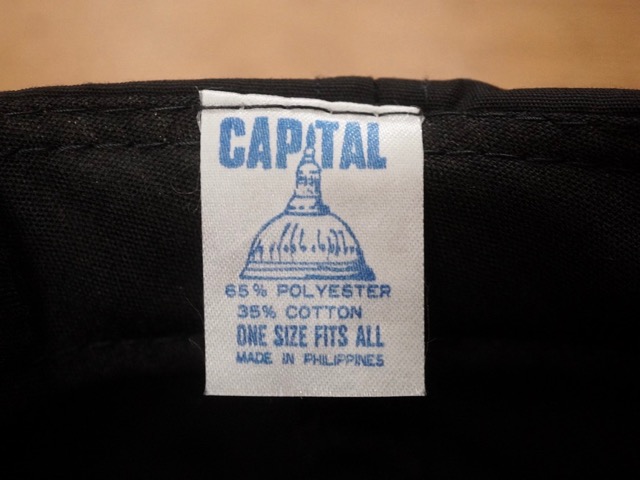 CAPITAL
65% POLYESTER
35% COTTON
ONE SIZE FITS ALL
MADE IN PHILIPPINES